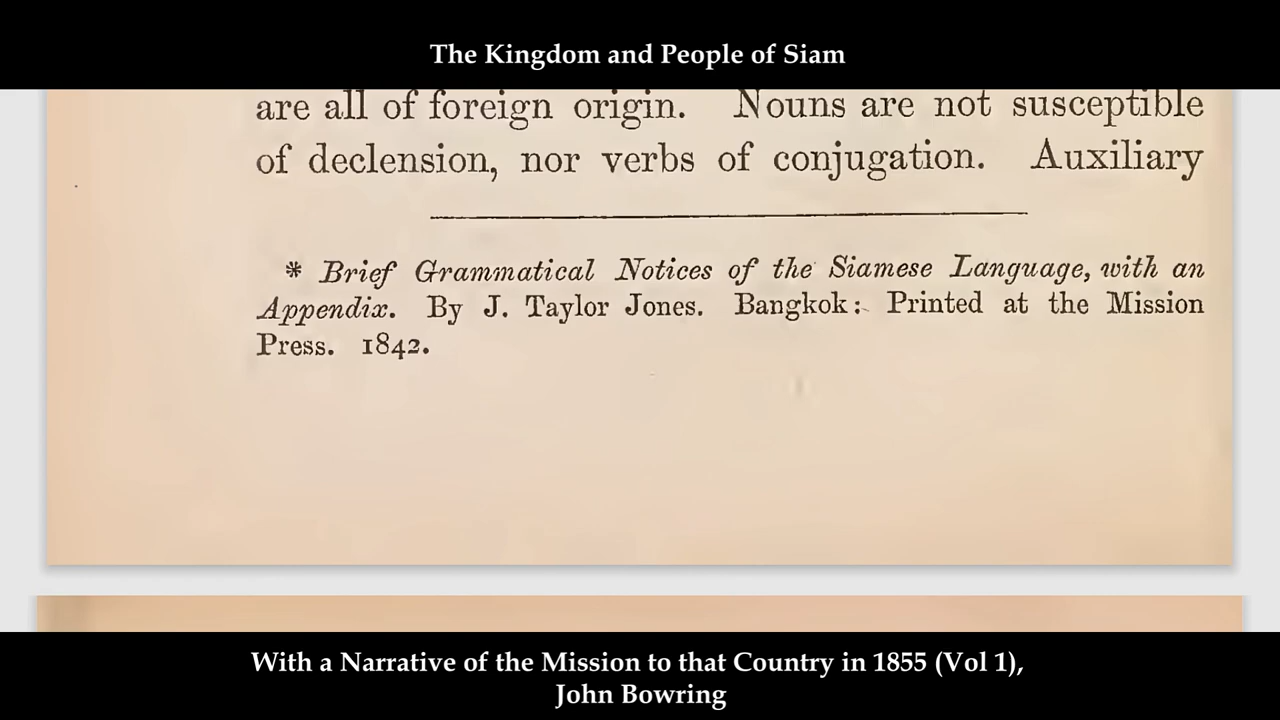 The Kingdom and People of Siam
are all of foreign origin. Nouns are not susceptible
of declension, nor verbs of conjugation. Auxiliary
* Brief Grammatical Notices of the Siamese Language, with an
Appendix. By J. Taylor Jones. Bangkok: Printed at the Mission
Press. 1842.
With a Narrative of the Mission to that Country in 1855 (Vol 1),
John Bowring